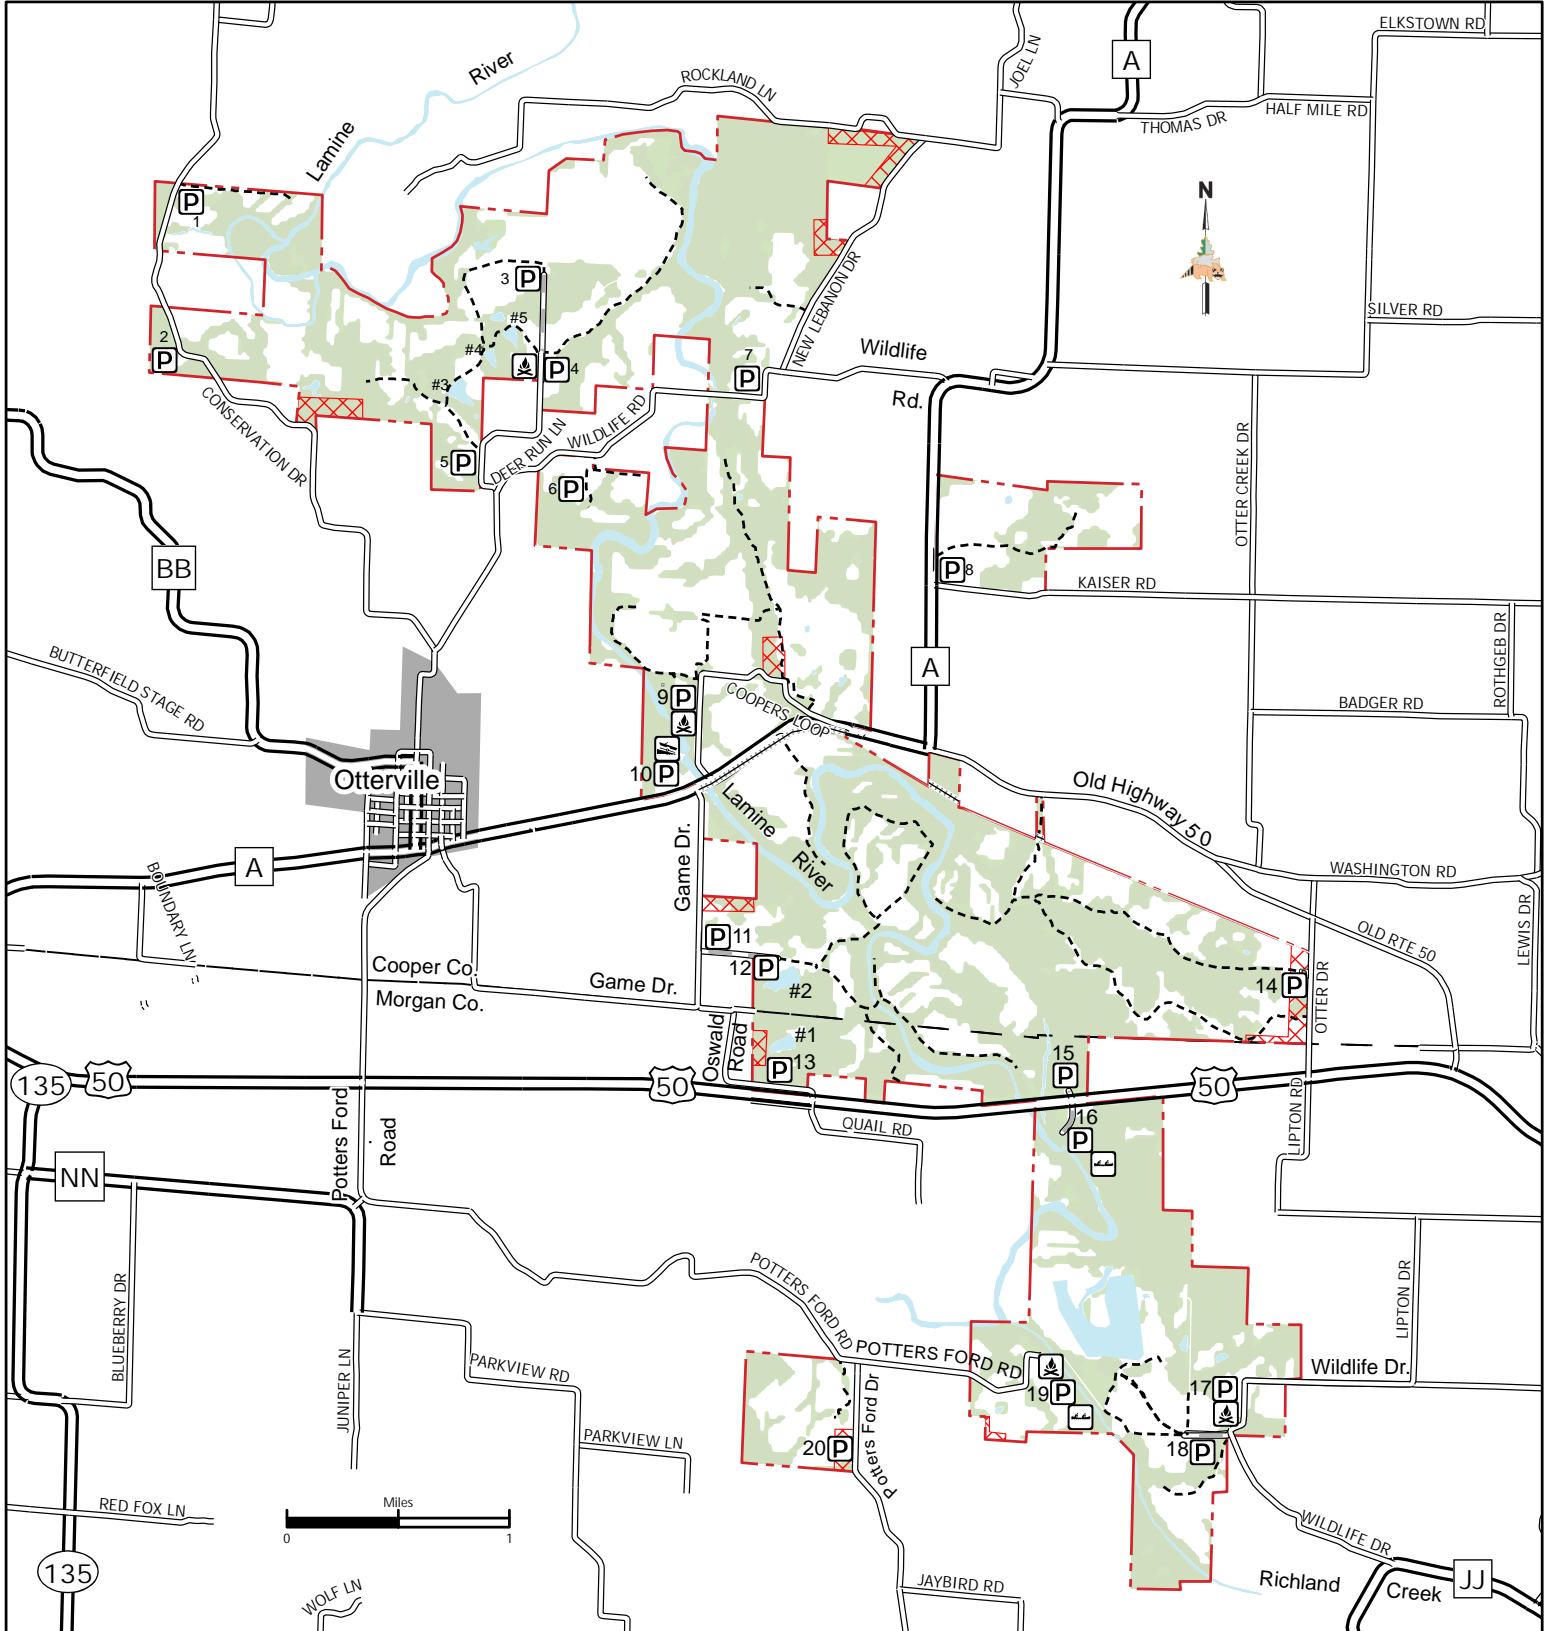 ELKSTOWN RD
A
River
JOEL LN
ROCKLAND LN
HALF MILE RD
THOMAS DR
Lamine
N
P
1
NEW LEBANON DR
3 P
SILVER RD
#5
2
P
#4
P 4
7
P
Wildlife
Rd.
#3
CONSERVATION DR
WILDLIFE RD
DEER RUN LN
5 P
6 P
OTTER CREEK DR
BB
P 8
KAISER RD
ROTHGEB DR
BUTTERFIELD STAGE RD
A
9 P
COOPERS LOOP
BADGER RD
10 P
Otterville
Old Highway 50
Lamine
River
Game Dr.
A
BOUNDARY LN
WASHINGTON RD
LEWIS DR
OLD RTE 50
P 11
12 P
#2
Cooper Co.
Morgan Co.
Game Dr.
14 P
OTTER DR
Oswald
Road
#1
P 13
15
P
135
50
50
50
16
P
QUAIL RD
LIPTON RD
Potters Ford
Road
NN
BLUEBERRY DR
POTTERS FORD RD
LIPTON DR
JUNIPER LN
PARKVIEW RD
POTTERS FORD RD
Wildlife Dr.
17 P
19 P
Potters Ford Dr
PARKVIEW LN
20 P
18 P
Potters
RED FOX LN
Miles
0
1
WILDLIFE DR
135
WOLF LN
JAYBIRD RD
Richland
Creek
JJ